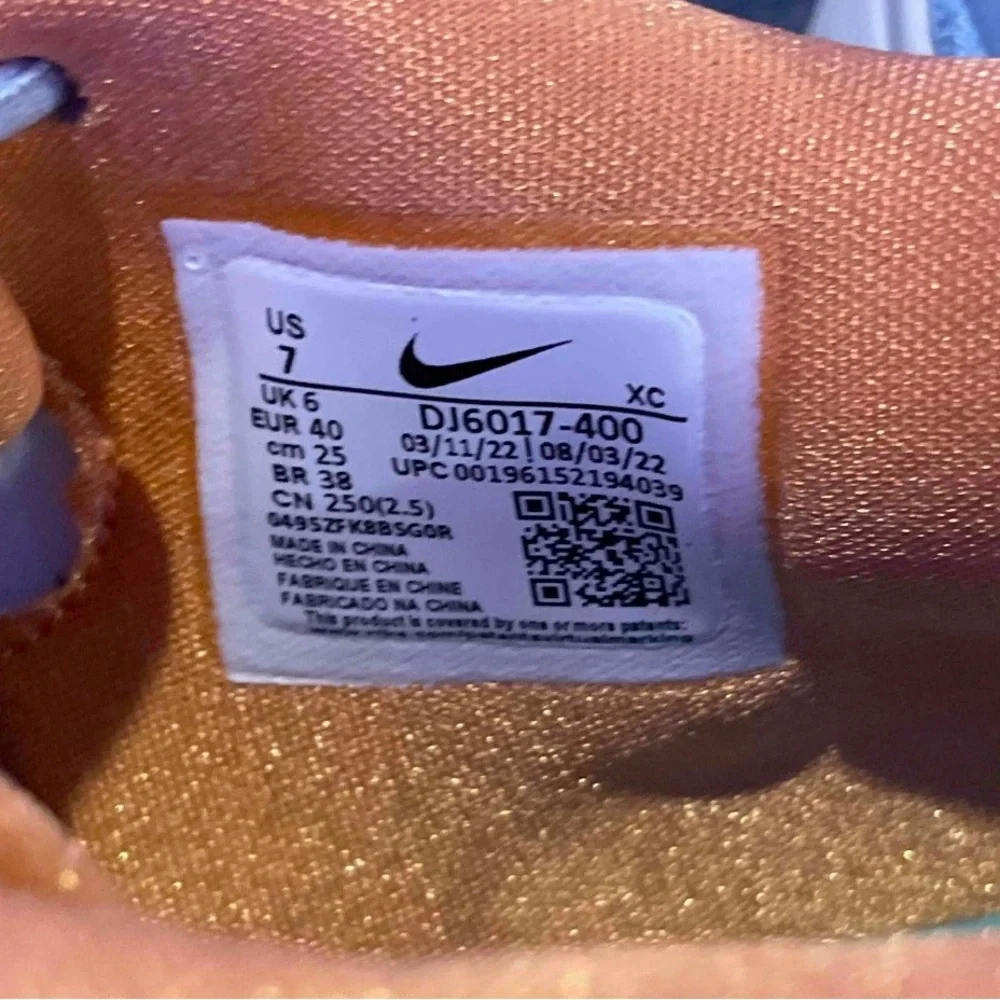 US
7
XC
UK 6
DJ6017-400
EUR 40
03/11/22 | 08/03/22
cm 25
UPC 00196152194039
BR 38
CN 250(2.5)
04952FK8BSG0R
MADE IN CHINA
HECHO EN CHINA
FABRIQUE EN CHINE
FABRICADO NA CHINA
This product is covered by one or more patents: